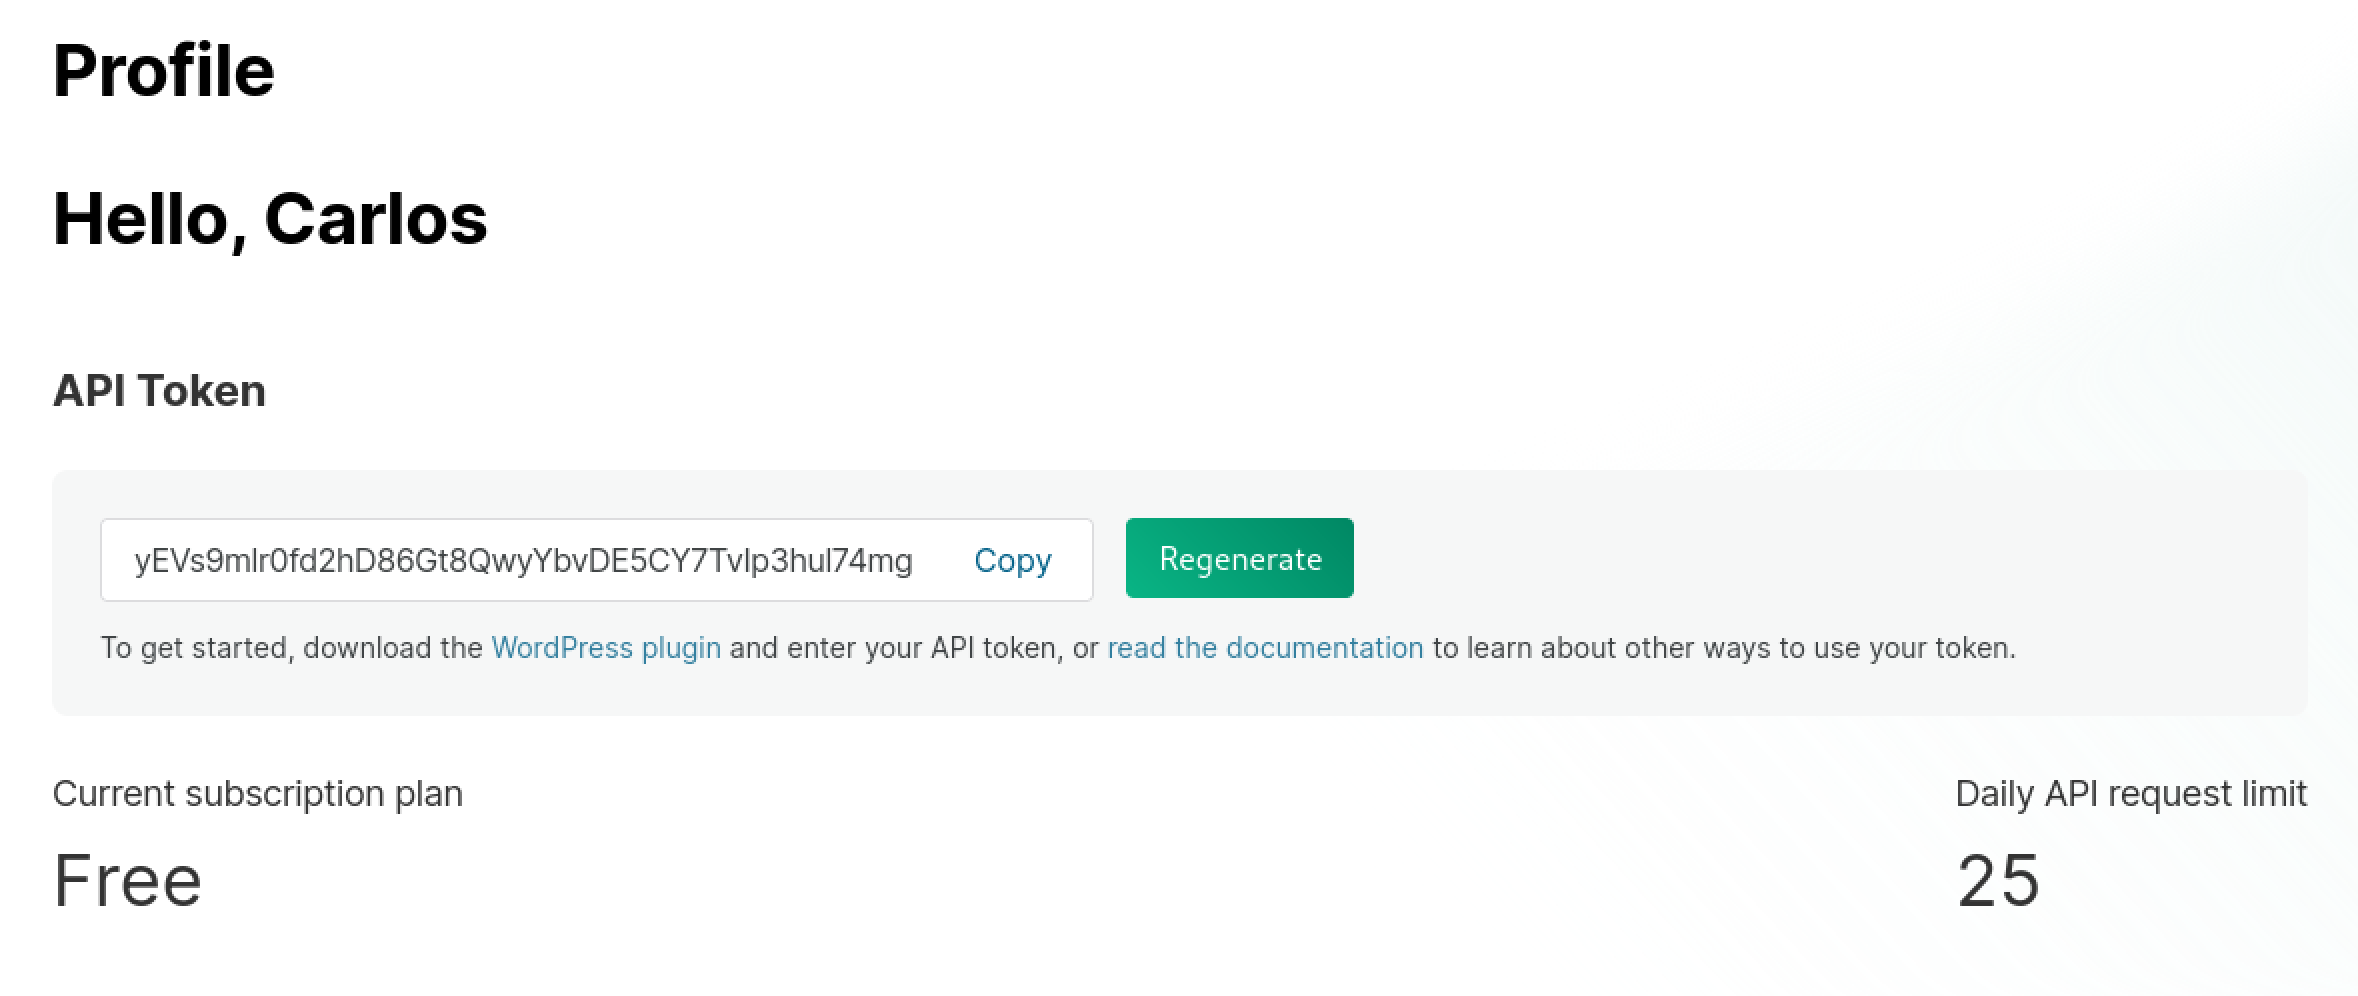 Profile
Hello, Carlos
API Token
yEVs9mlr0fd2hD86Gt8QwyYbvDE5CY7Tvlp3hul74mg Copy Regenerate
To get started, download the WordPress plugin and enter your API token, or read the documentation to learn about other ways to use your token.
Current subscription plan Daily API request limit
Free 25